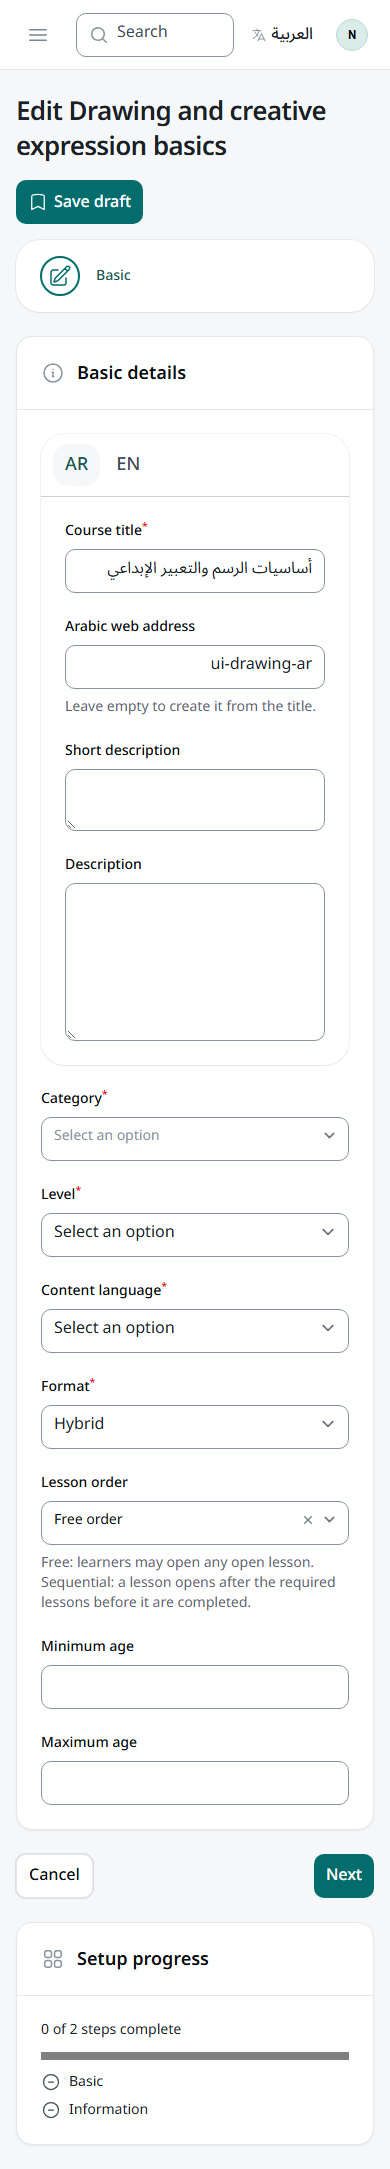 Search
العربية
N
Edit Drawing and creative
expression basics
Save draft
Basic
Basic details
AR
EN
Course title*
أساسيات الرسم والتعبير الإبداعي
Arabic web address
ui-drawing-ar
Leave empty to create it from the title.
Short description
Description
Category*
Select an option
Level*
Select an option
Content language*
Select an option
Format*
Hybrid
Lesson order
Free order
Free: learners may open any open lesson.
Sequential: a lesson opens after the required
lessons before it are completed.
Minimum age
Maximum age
Cancel
Next
Setup progress
0 of 2 steps complete
Basic
Information